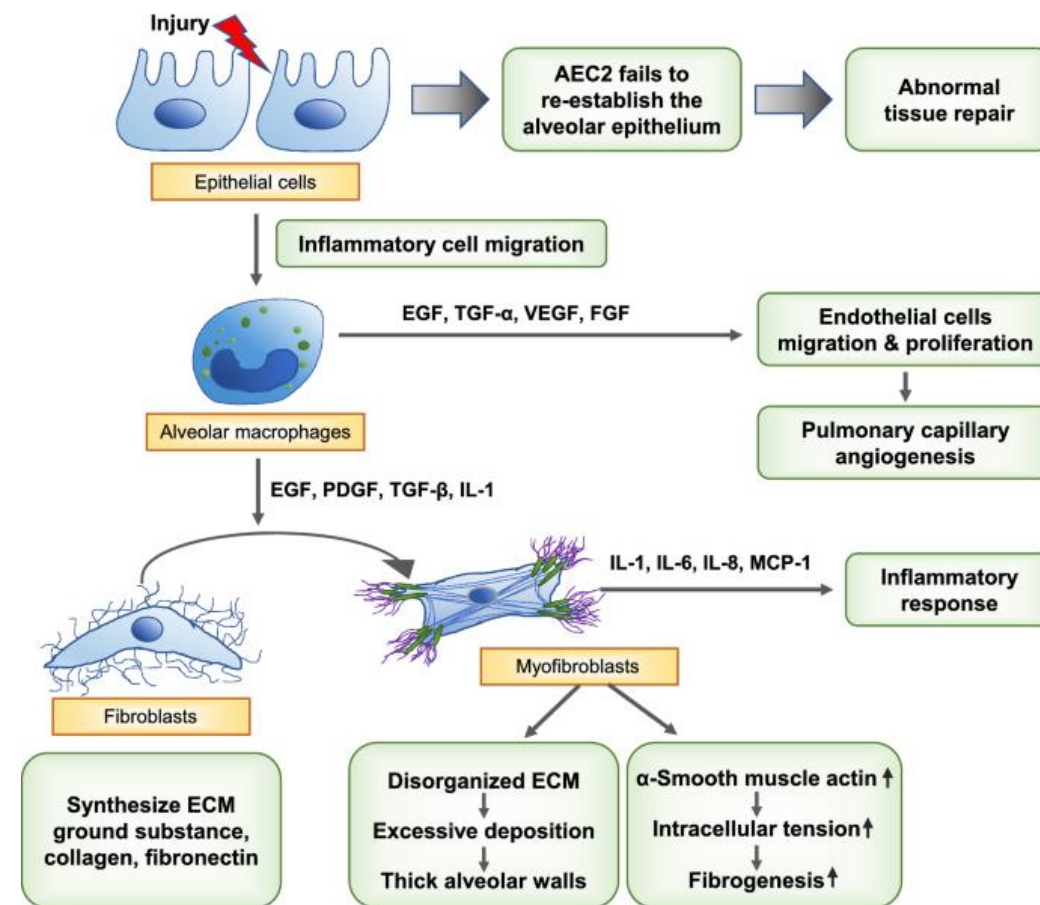 Injury
AEC2 fails to
re-establish the
alveolar epithelium
Abnormal
tissue repair
Epithelial cells
Inflammatory cell migration
EGF, TGF-α, VEGF, FGF
Endothelial cells
migration & proliferation
Alveolar macrophages
Pulmonary capillary
angiogenesis
EGF, PDGF, TGF-β, IL-1
IL-1, IL-6, IL-8, MCP-1
Inflammatory
response
Myofibroblasts
Fibroblasts
Synthesize ECM
ground substance,
collagen, fibronectin
Disorganized ECM
Excessive deposition
Thick alveolar walls
α-Smooth muscle actin
Intracellular tension
Fibrogenesis